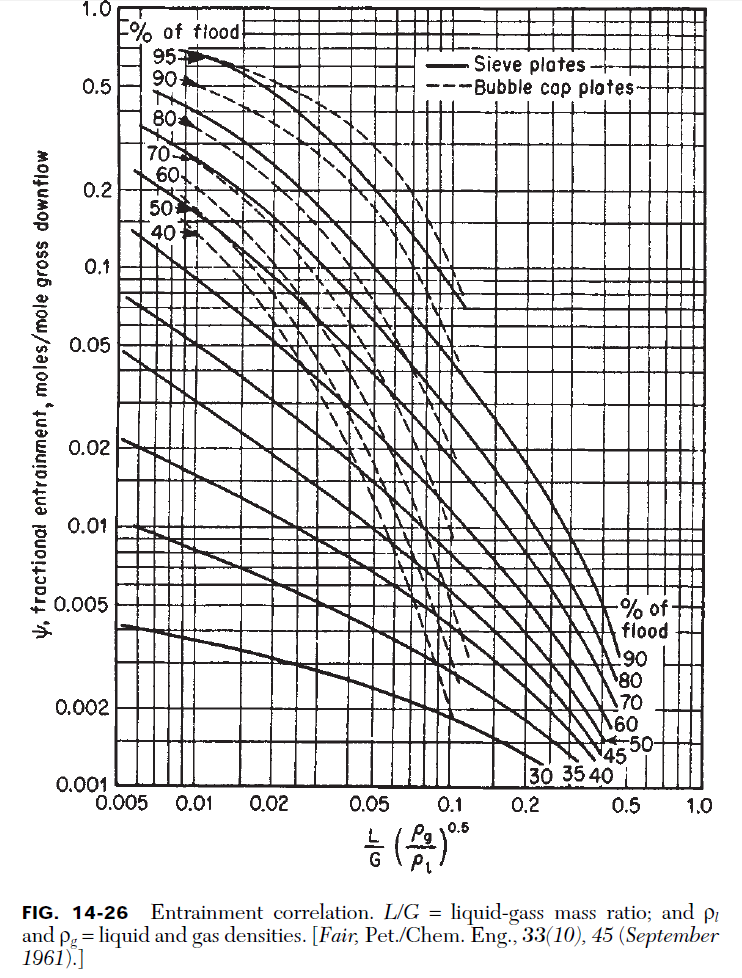 1.0
% of flood
95
90
80
70
60
50
40
Sieve plates
Bubble cap plates
0.5
0.2
0.1
0.05
0.02
0.01
0.005
0.002
0.001
ψ, fractional entrainment, moles/mole gross downflow
% of
flood
90
80
70
60
50
45
30 35 40
0.005 0.01 0.02 0.05 0.1 0.2 0.5 1.0
L/G (ρg/ρl)^0.5
FIG. 14-26 Entrainment correlation. L/G = liquid-gass mass ratio; and ρl
and ρg = liquid and gas densities. [Fair, Pet./Chem. Eng., 33(10), 45 (September
1961).]